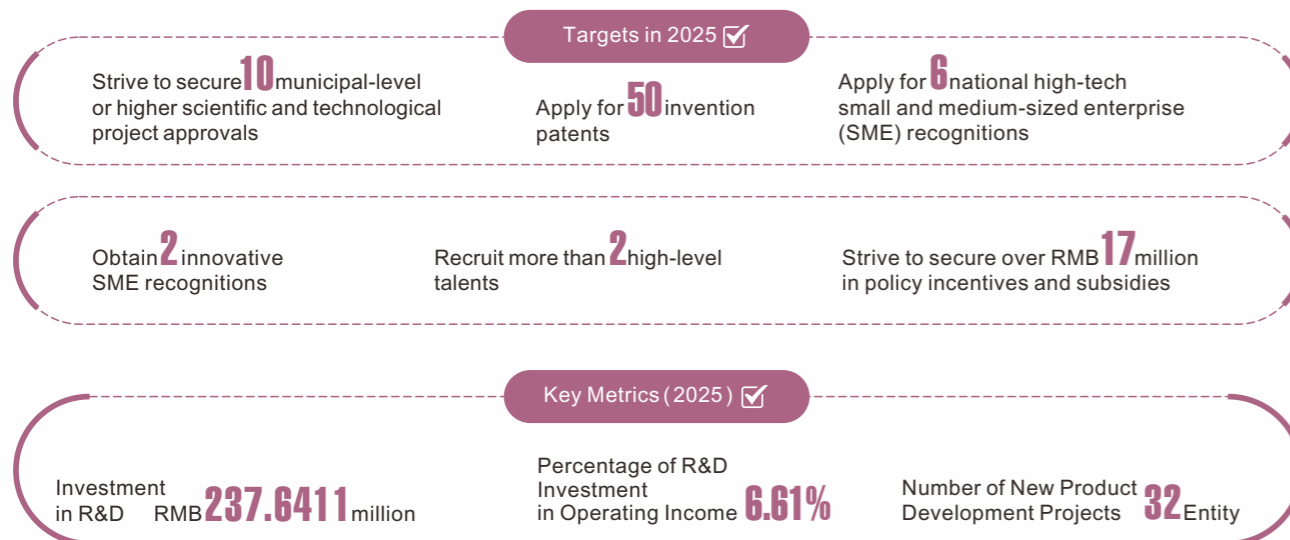 Targets in 2025
Strive to secure 10 municipal-level
or higher scientific and technological
project approvals
Apply for 50 invention
patents
Apply for 6 national high-tech
small and medium-sized enterprise
(SME) recognitions
Obtain 2 innovative
SME recognitions
Recruit more than 2 high-level
talents
Strive to secure over RMB 17 million
in policy incentives and subsidies
Key Metrics (2025)
Investment
in R&D RMB 237.6411 million
Percentage of R&D
Investment
in Operating Income 6.61%
Number of New Product
Development Projects 32 Entity